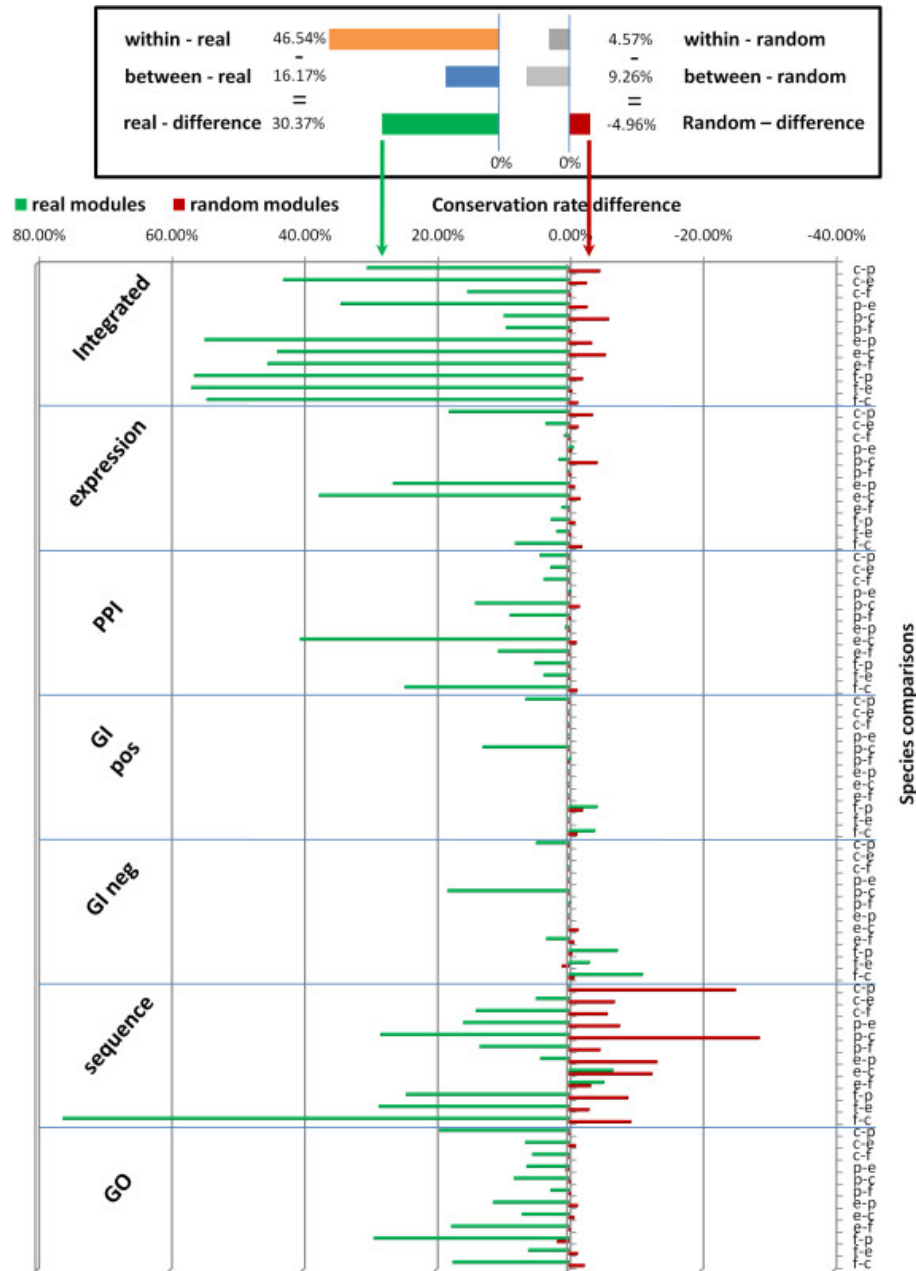 within - real 46.54% 4.57% within - random
- -
between - real 16.17% 9.26% between - random
= =
real - difference 30.37% -4.96% Random – difference
0% 0%
real modules random modules Conservation rate difference
80.00% 60.00% 40.00% 20.00% 0.00% -20.00% -40.00%
Integrated
c-p
c-e
c-f
p-e
p-c
p-f
e-p
e-c
e-f
f-p
f-e
f-c
expression
c-p
c-e
c-f
p-e
p-c
p-f
e-p
e-c
e-f
f-p
f-e
f-c
PPI
c-p
c-e
c-f
p-e
p-c
p-f
e-p
e-c
e-f
f-p
f-e
f-c
GI
pos
c-p
c-e
c-f
p-e
p-c
p-f
e-p
e-c
e-f
f-p
f-e
f-c
GI neg
c-p
c-e
c-f
p-e
p-c
p-f
e-p
e-c
e-f
f-p
f-e
f-c
sequence
c-p
c-e
c-f
p-e
p-c
p-f
e-p
e-c
e-f
f-p
f-e
f-c
GO
c-p
c-e
c-f
p-e
p-c
p-f
e-p
e-c
e-f
f-p
f-e
f-c
Species comparisons